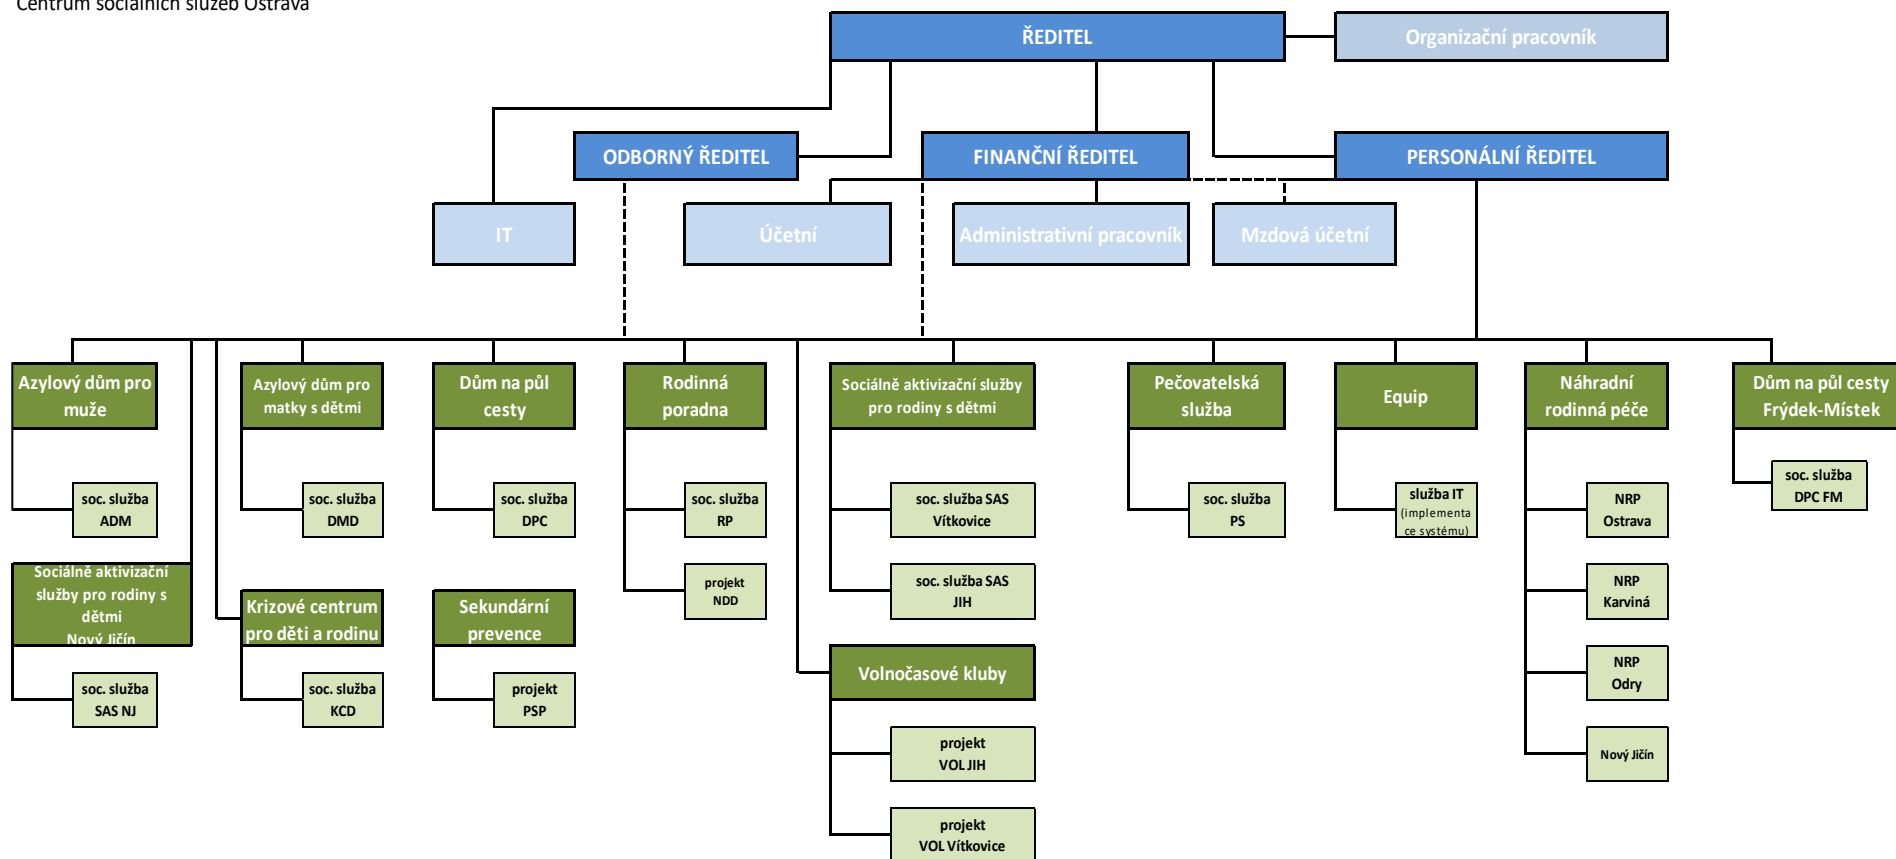 Centrum sociálních služeb Ostrava
ŘEDITEL
Organizační pracovník
ODBORNÝ ŘEDITEL
FINANČNÍ ŘEDITEL
PERSONÁLNÍ ŘEDITEL
IT
Účetní
Administrativní pracovník
Mzdová účetní
Azylový dům pro
muže
Azylový dům pro
matky s dětmi
Dům na půl
cesty
Rodinná
poradna
Sociálně aktivizační služby
pro rodiny s dětmi
Pečovatelská
služba
Equip
Náhradní
rodinná péče
Dům na půl cesty
Frýdek-Místek
soc. služba
ADM
soc. služba
DMD
soc. služba
DPC
soc. služba
RP
soc. služba SAS
Vítkovice
soc. služba
PS
služba IT
(implementa
ce systému)
NRP
Ostrava
soc. služba
DPC FM
Sociálně aktivizační
služby pro rodiny s
dětmi
Nový Jičín
Krizové centrum
pro děti a rodinu
Sekundární
prevence
projekt
NDD
soc. služba SAS
JIH
NRP
Karviná
soc. služba
SAS NJ
soc. služba
KCD
projekt
PSP
Volnočasové kluby
NRP
Odry
projekt
VOL JIH
Nový Jičín
projekt
VOL Vítkovice